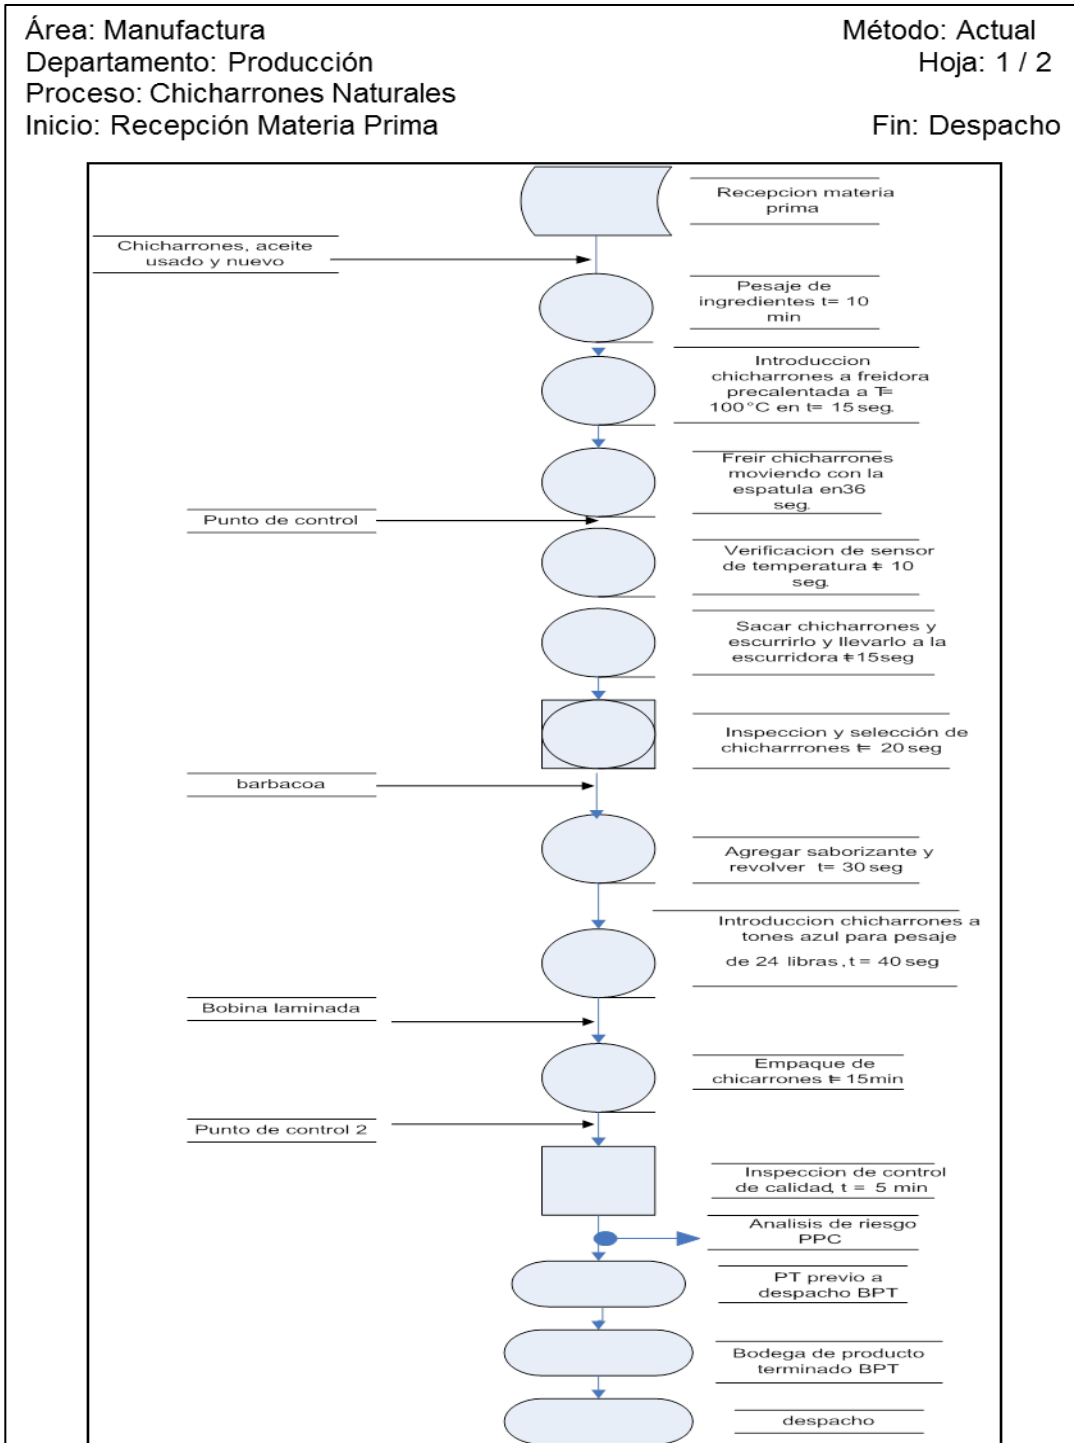 Área: Manufactura
Método: Actual
Departamento: Producción
Hoja: 1 / 2
Proceso: Chicharrones Naturales
Inicio: Recepción Materia Prima
Fin: Despacho
Recepcion materia
prima
Chicharrones, aceite
usado y nuevo
Pesaje de
ingredientes t= 10
min
Introduccion
chicharrones a freidora
precalentada a T=
100°C en t= 15 seg.
Freir chicharrones
moviendo con la
espatula en36
seg.
Punto de control
Verificacion de sensor
de temperatura t= 10
seg.
Sacar chicharrones y
escurrirlo y llevarlo a la
escurridora t=15seg
Inspeccion y selección de
chicharrrones t= 20 seg
barbacoa
Agregar saborizante y
revolver t= 30 seg
Introduccion chicharrones a
tones azul para pesaje
de 24 libras, t = 40 seg
Bobina laminada
Empaque de
chicarrones t= 15min
Punto de control 2
Inspeccion de control
de calidad, t = 5 min
Analisis de riesgo
PPC
PT previo a
despacho BPT
Bodega de producto
terminado BPT
despacho